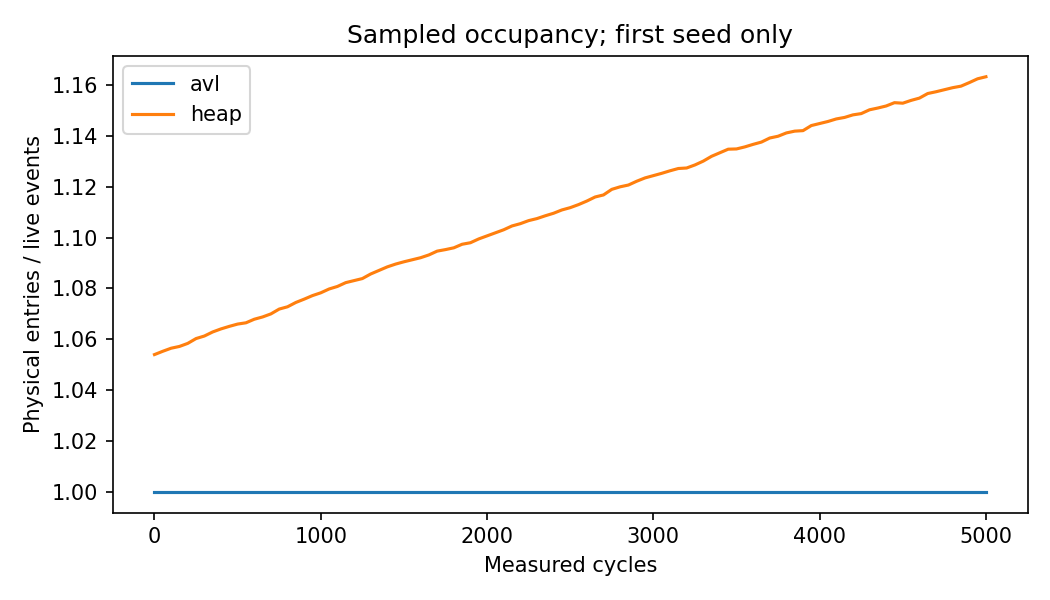 Sampled occupancy; first seed only
avl
heap
Physical entries / live events
1.16
1.14
1.12
1.10
1.08
1.06
1.04
1.02
1.00
0 1000 2000 3000 4000 5000
Measured cycles